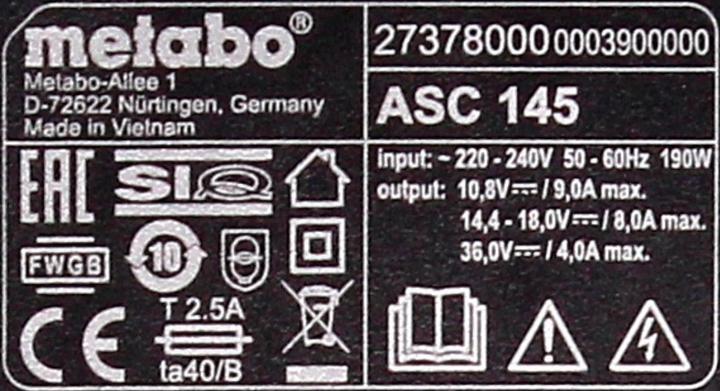 metabo®
Metabo-Allee 1
D-72622 Nürtingen, Germany
Made in Vietnam
27378000 0003900000
ASC 145
input: ~ 220 - 240V 50 - 60Hz 190W
output: 10,8V⎓ / 9,0A max.
14,4 - 18,0V⎓ / 8,0A max.
36,0V⎓ / 4,0A max.
EAC
SIQ
FWGB
10
CE
T 2.5A
ta40/B